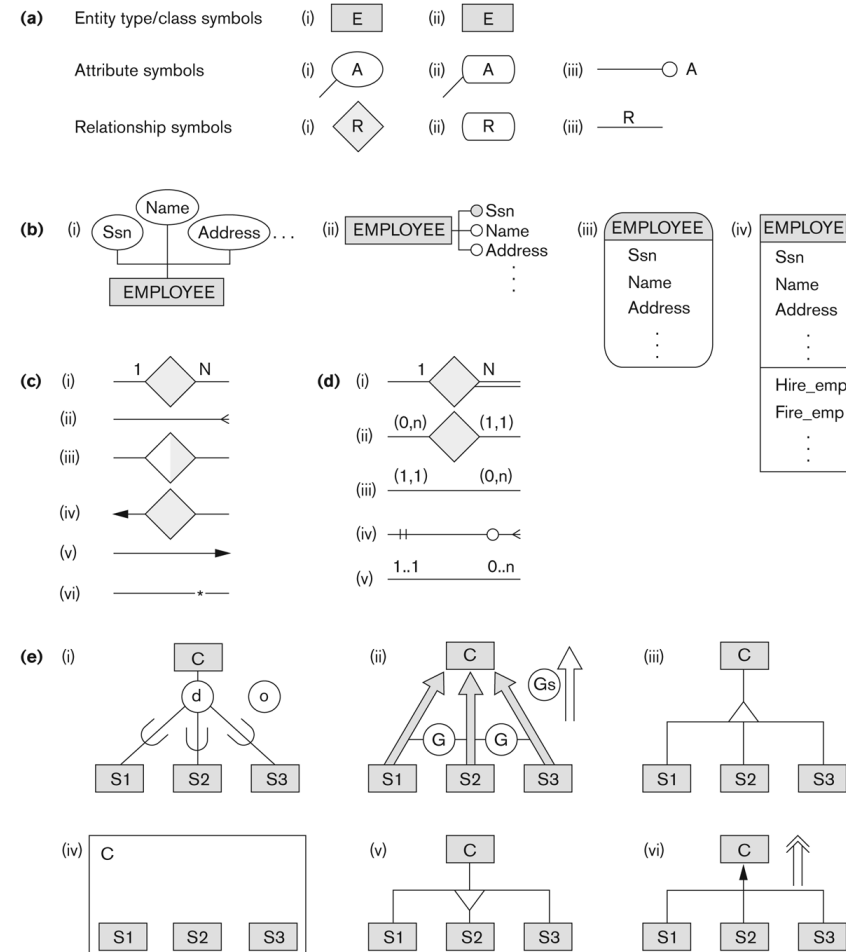 (a) Entity type/class symbols (i) E (ii) E
Attribute symbols (i) A (ii) A (iii) A
Relationship symbols (i) R (ii) R (iii) R
(b) (i) Ssn Name Address ...
EMPLOYEE
(ii) EMPLOYEE Ssn
Name
Address
(iii) EMPLOYEE
Ssn
Name
Address
(iv) EMPLOYE
Ssn
Name
Address
Hire_emp
Fire_emp
(c) (i) 1 N
(ii)
(iii)
(iv)
(v)
(vi) *
(d) (i) 1 N
(ii) (0,n) (1,1)
(iii) (1,1) (0,n)
(iv)
(v) 1..1 0..n
(e) (i) C
d o
S1 S2 S3
(ii) C
Gs
G G
S1 S2 S3
(iii) C
S1 S2 S3
(iv) C
S1 S2 S3
(v) C
S1 S2 S3
(vi) C
S1 S2 S3